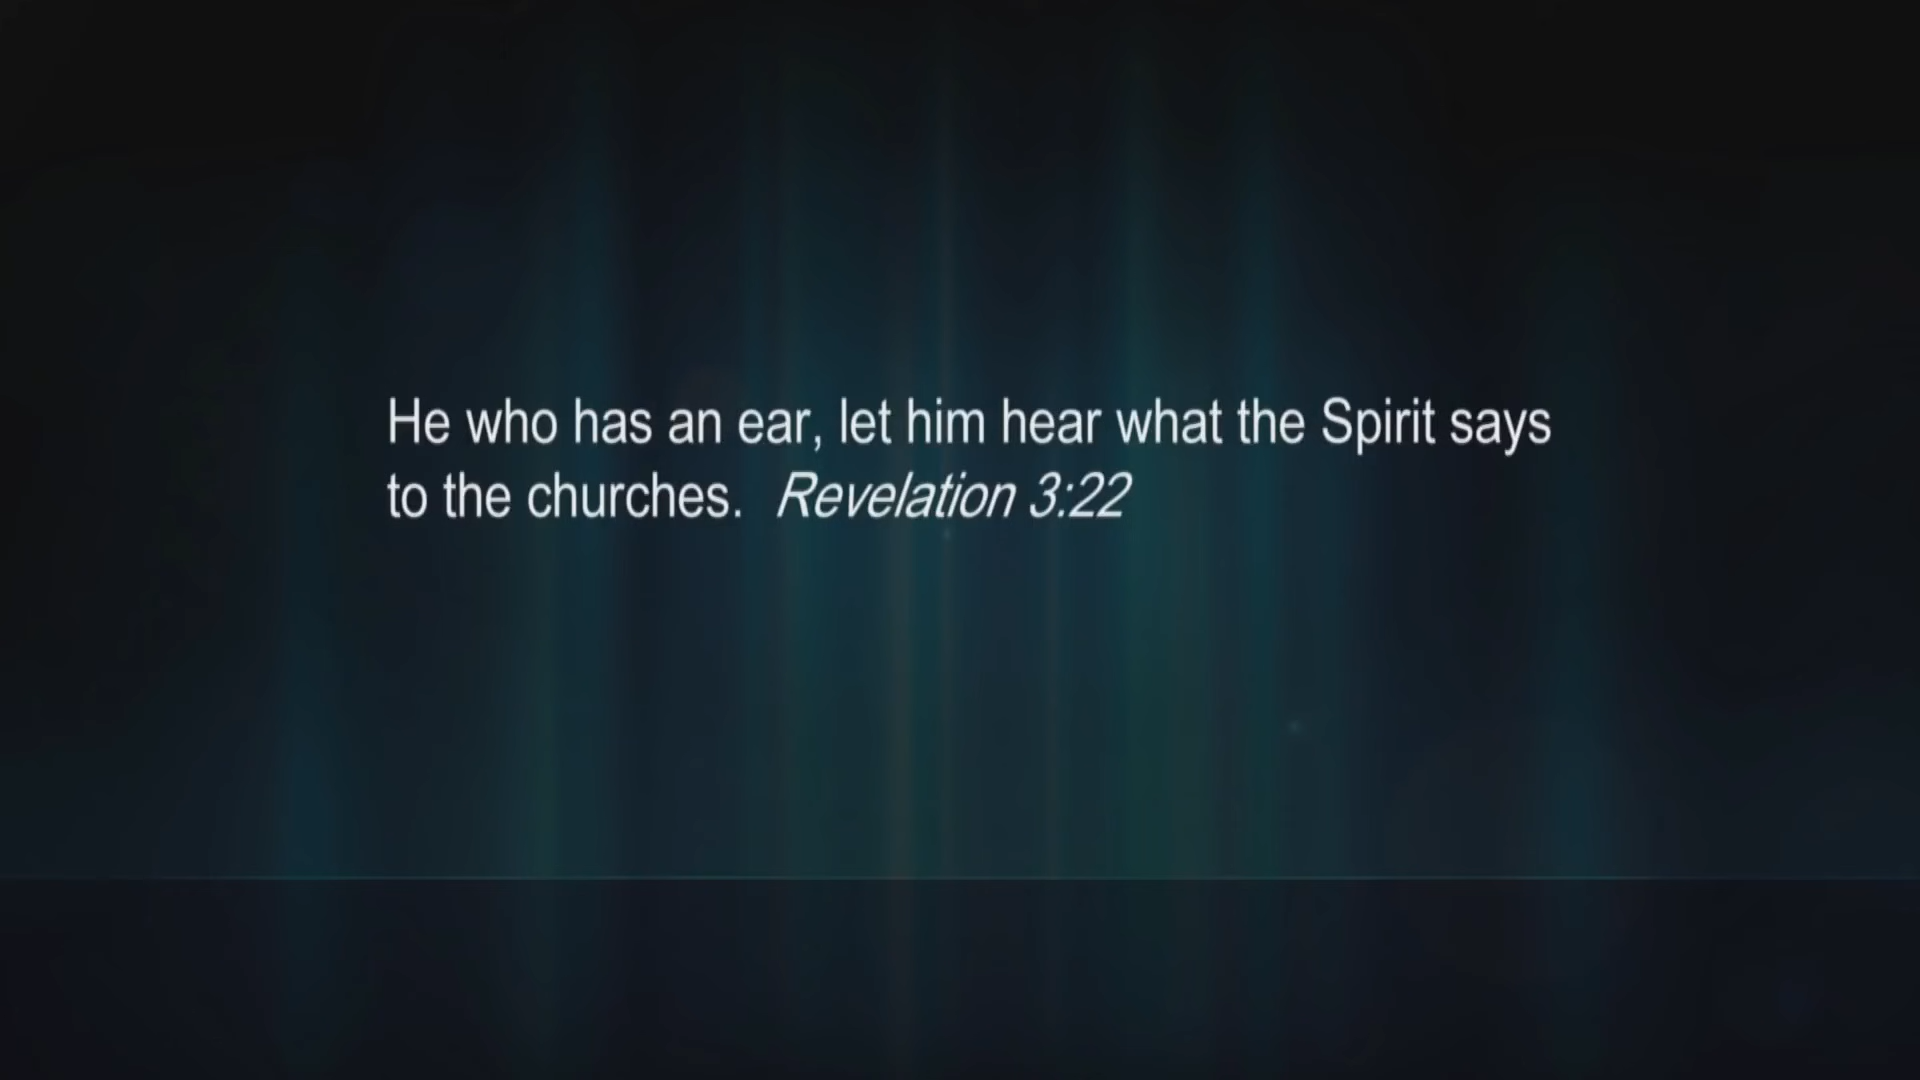 He who has an ear, let him hear what the Spirit says
to the churches. Revelation 3:22